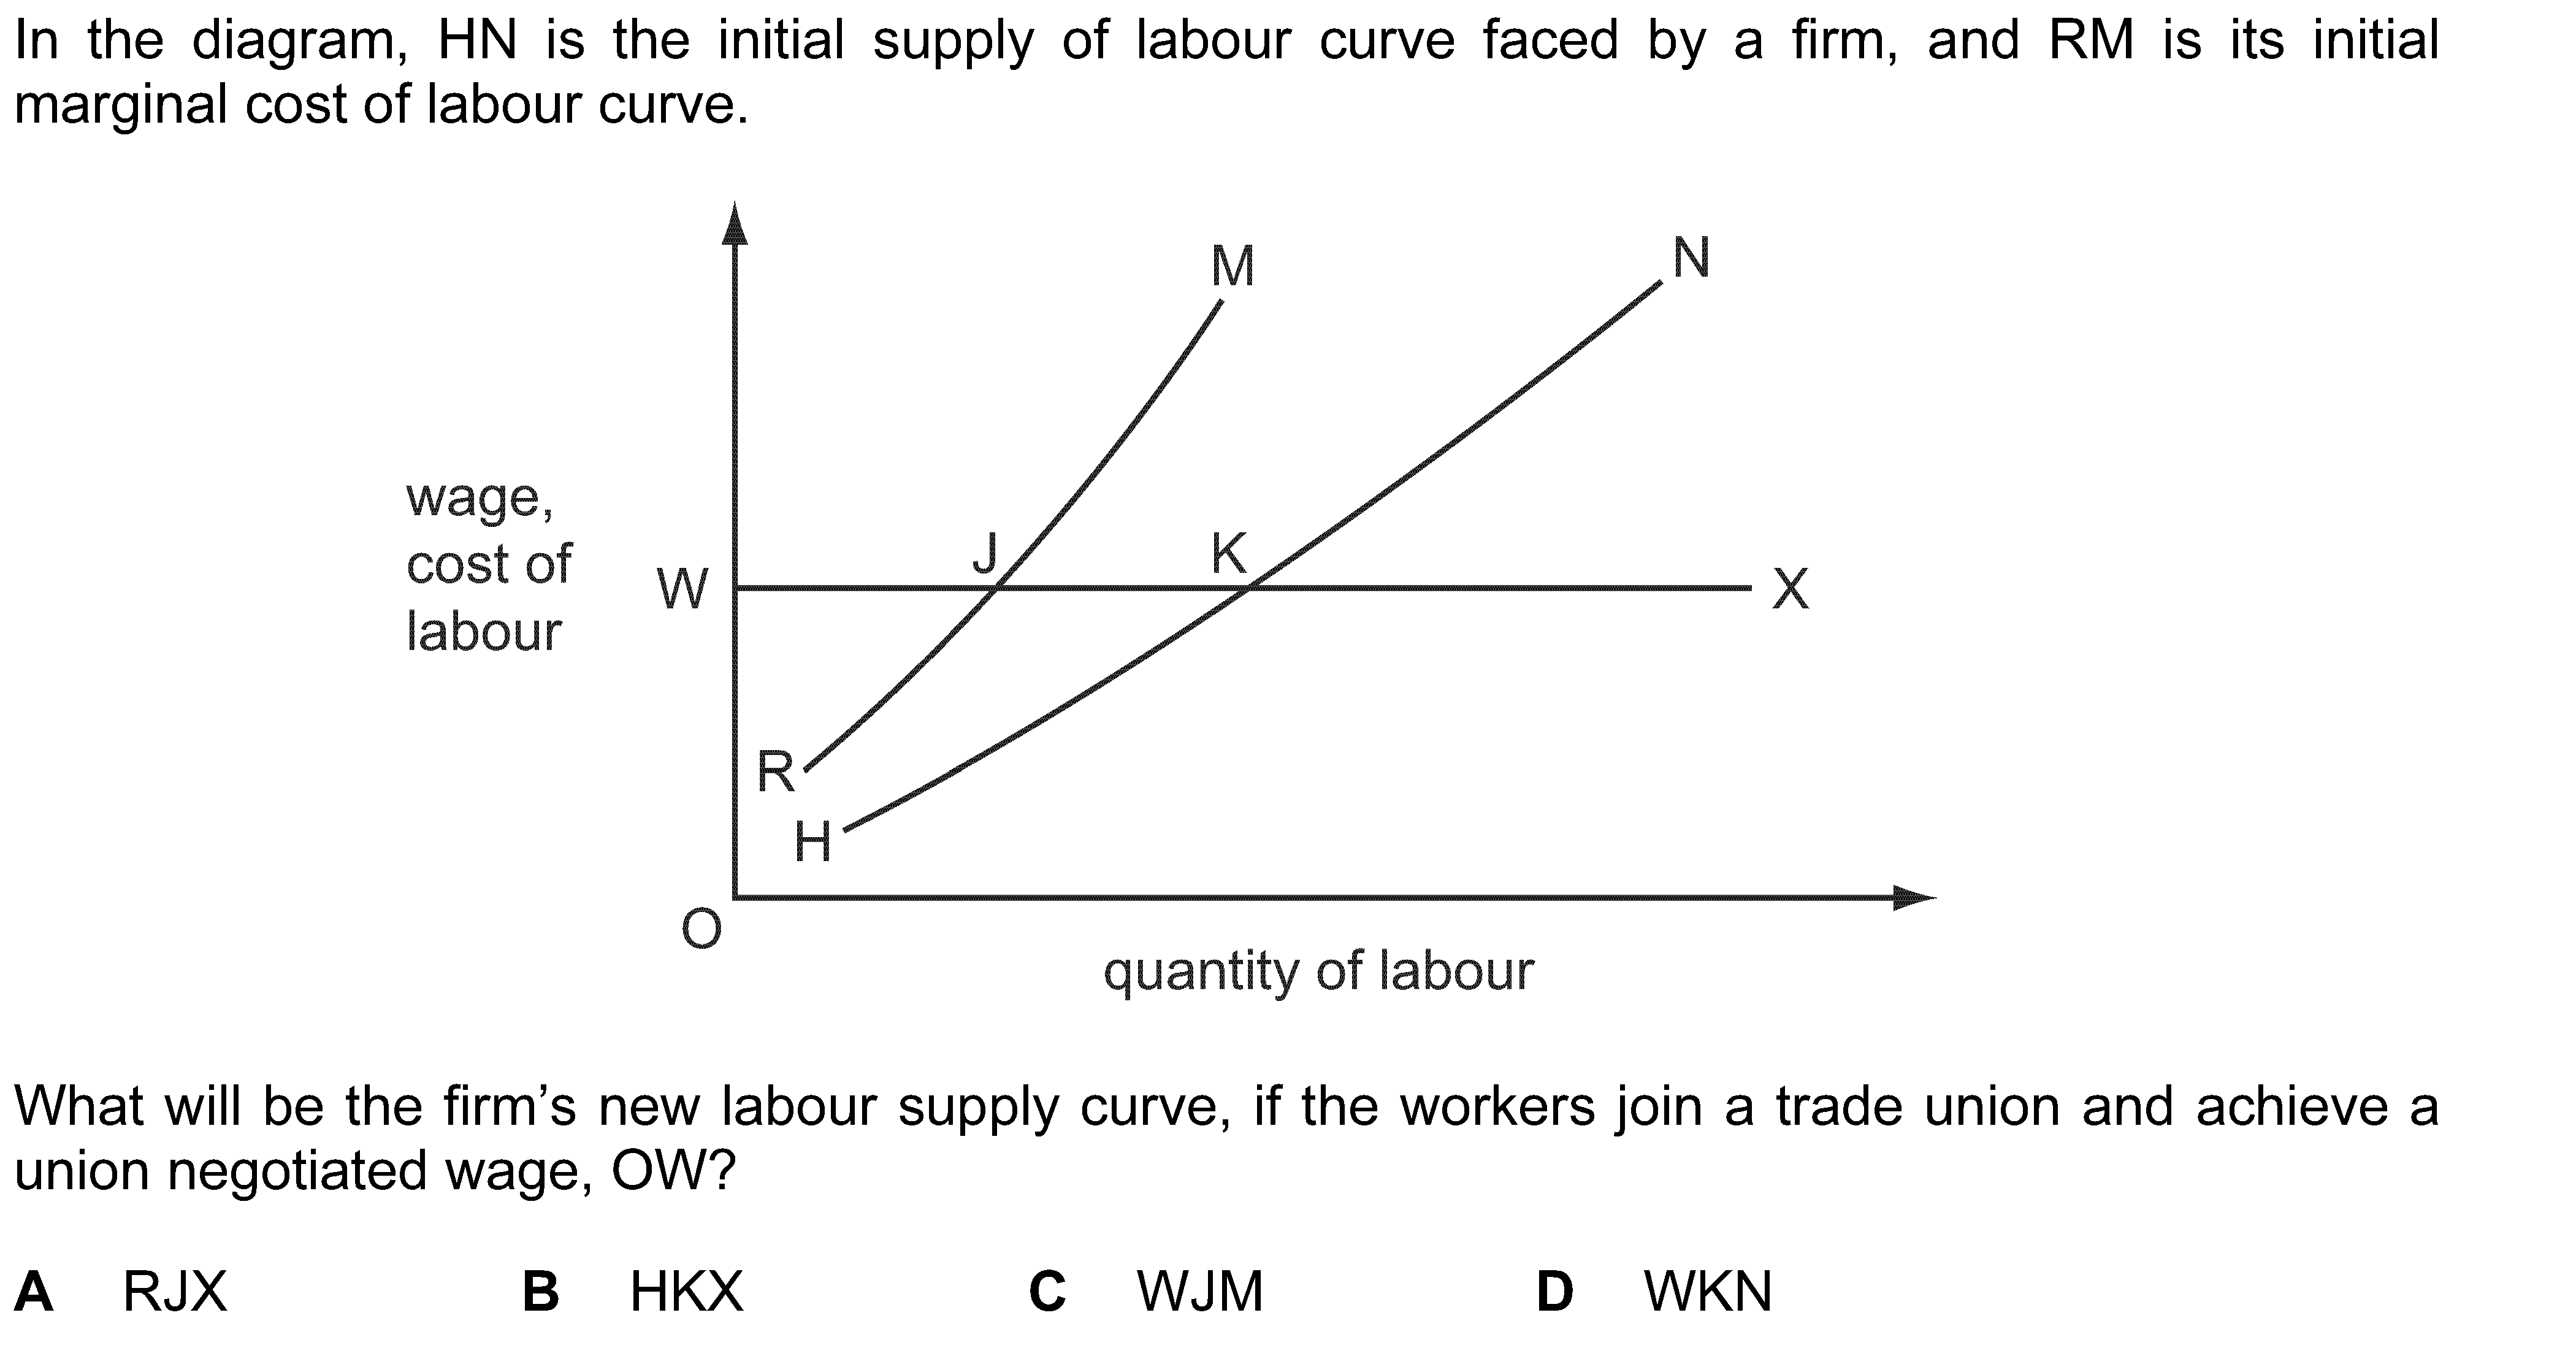 In the diagram, HN is the initial supply of labour curve faced by a firm, and RM is its initial
marginal cost of labour curve.
M
N
wage,
cost of
labour
J
K
W
X
R
H
O
quantity of labour
What will be the firm’s new labour supply curve, if the workers join a trade union and achieve a
union negotiated wage, OW?
A RJX B HKX C WJM D WKN